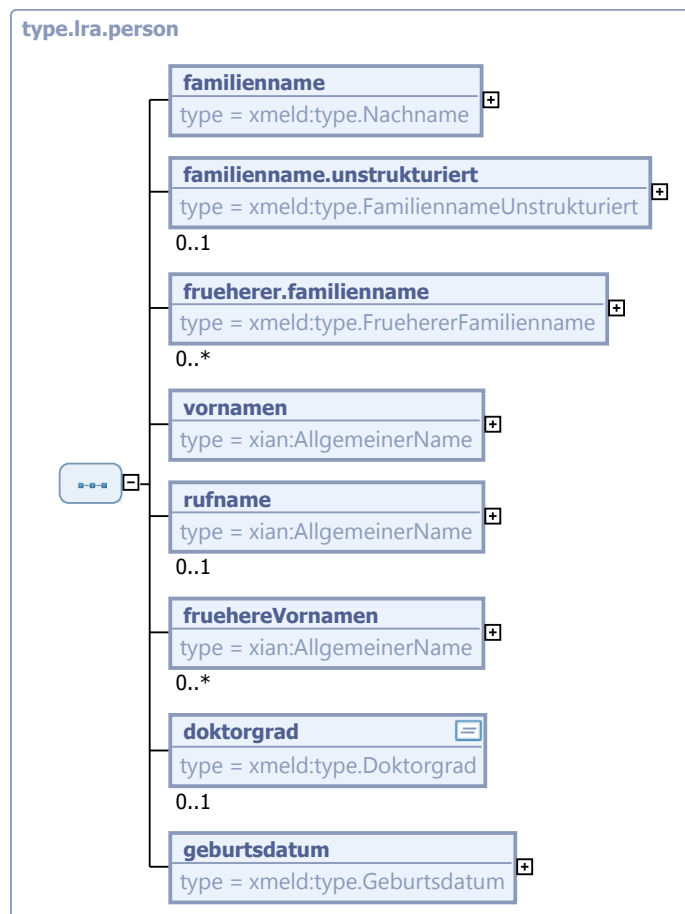 type.lra.person
familienname
type = xmeld:type.Nachname
familienname.unstrukturiert
type = xmeld:type.FamiliennameUnstrukturiert
0..1
frueherer.familienname
type = xmeld:type.FruehererFamilienname
0..*
vornamen
type = xian:AllgemeinerName
rufname
type = xian:AllgemeinerName
0..1
fruehereVornamen
type = xian:AllgemeinerName
0..*
doktorgrad
type = xmeld:type.Doktorgrad
0..1
geburtsdatum
type = xmeld:type.Geburtsdatum